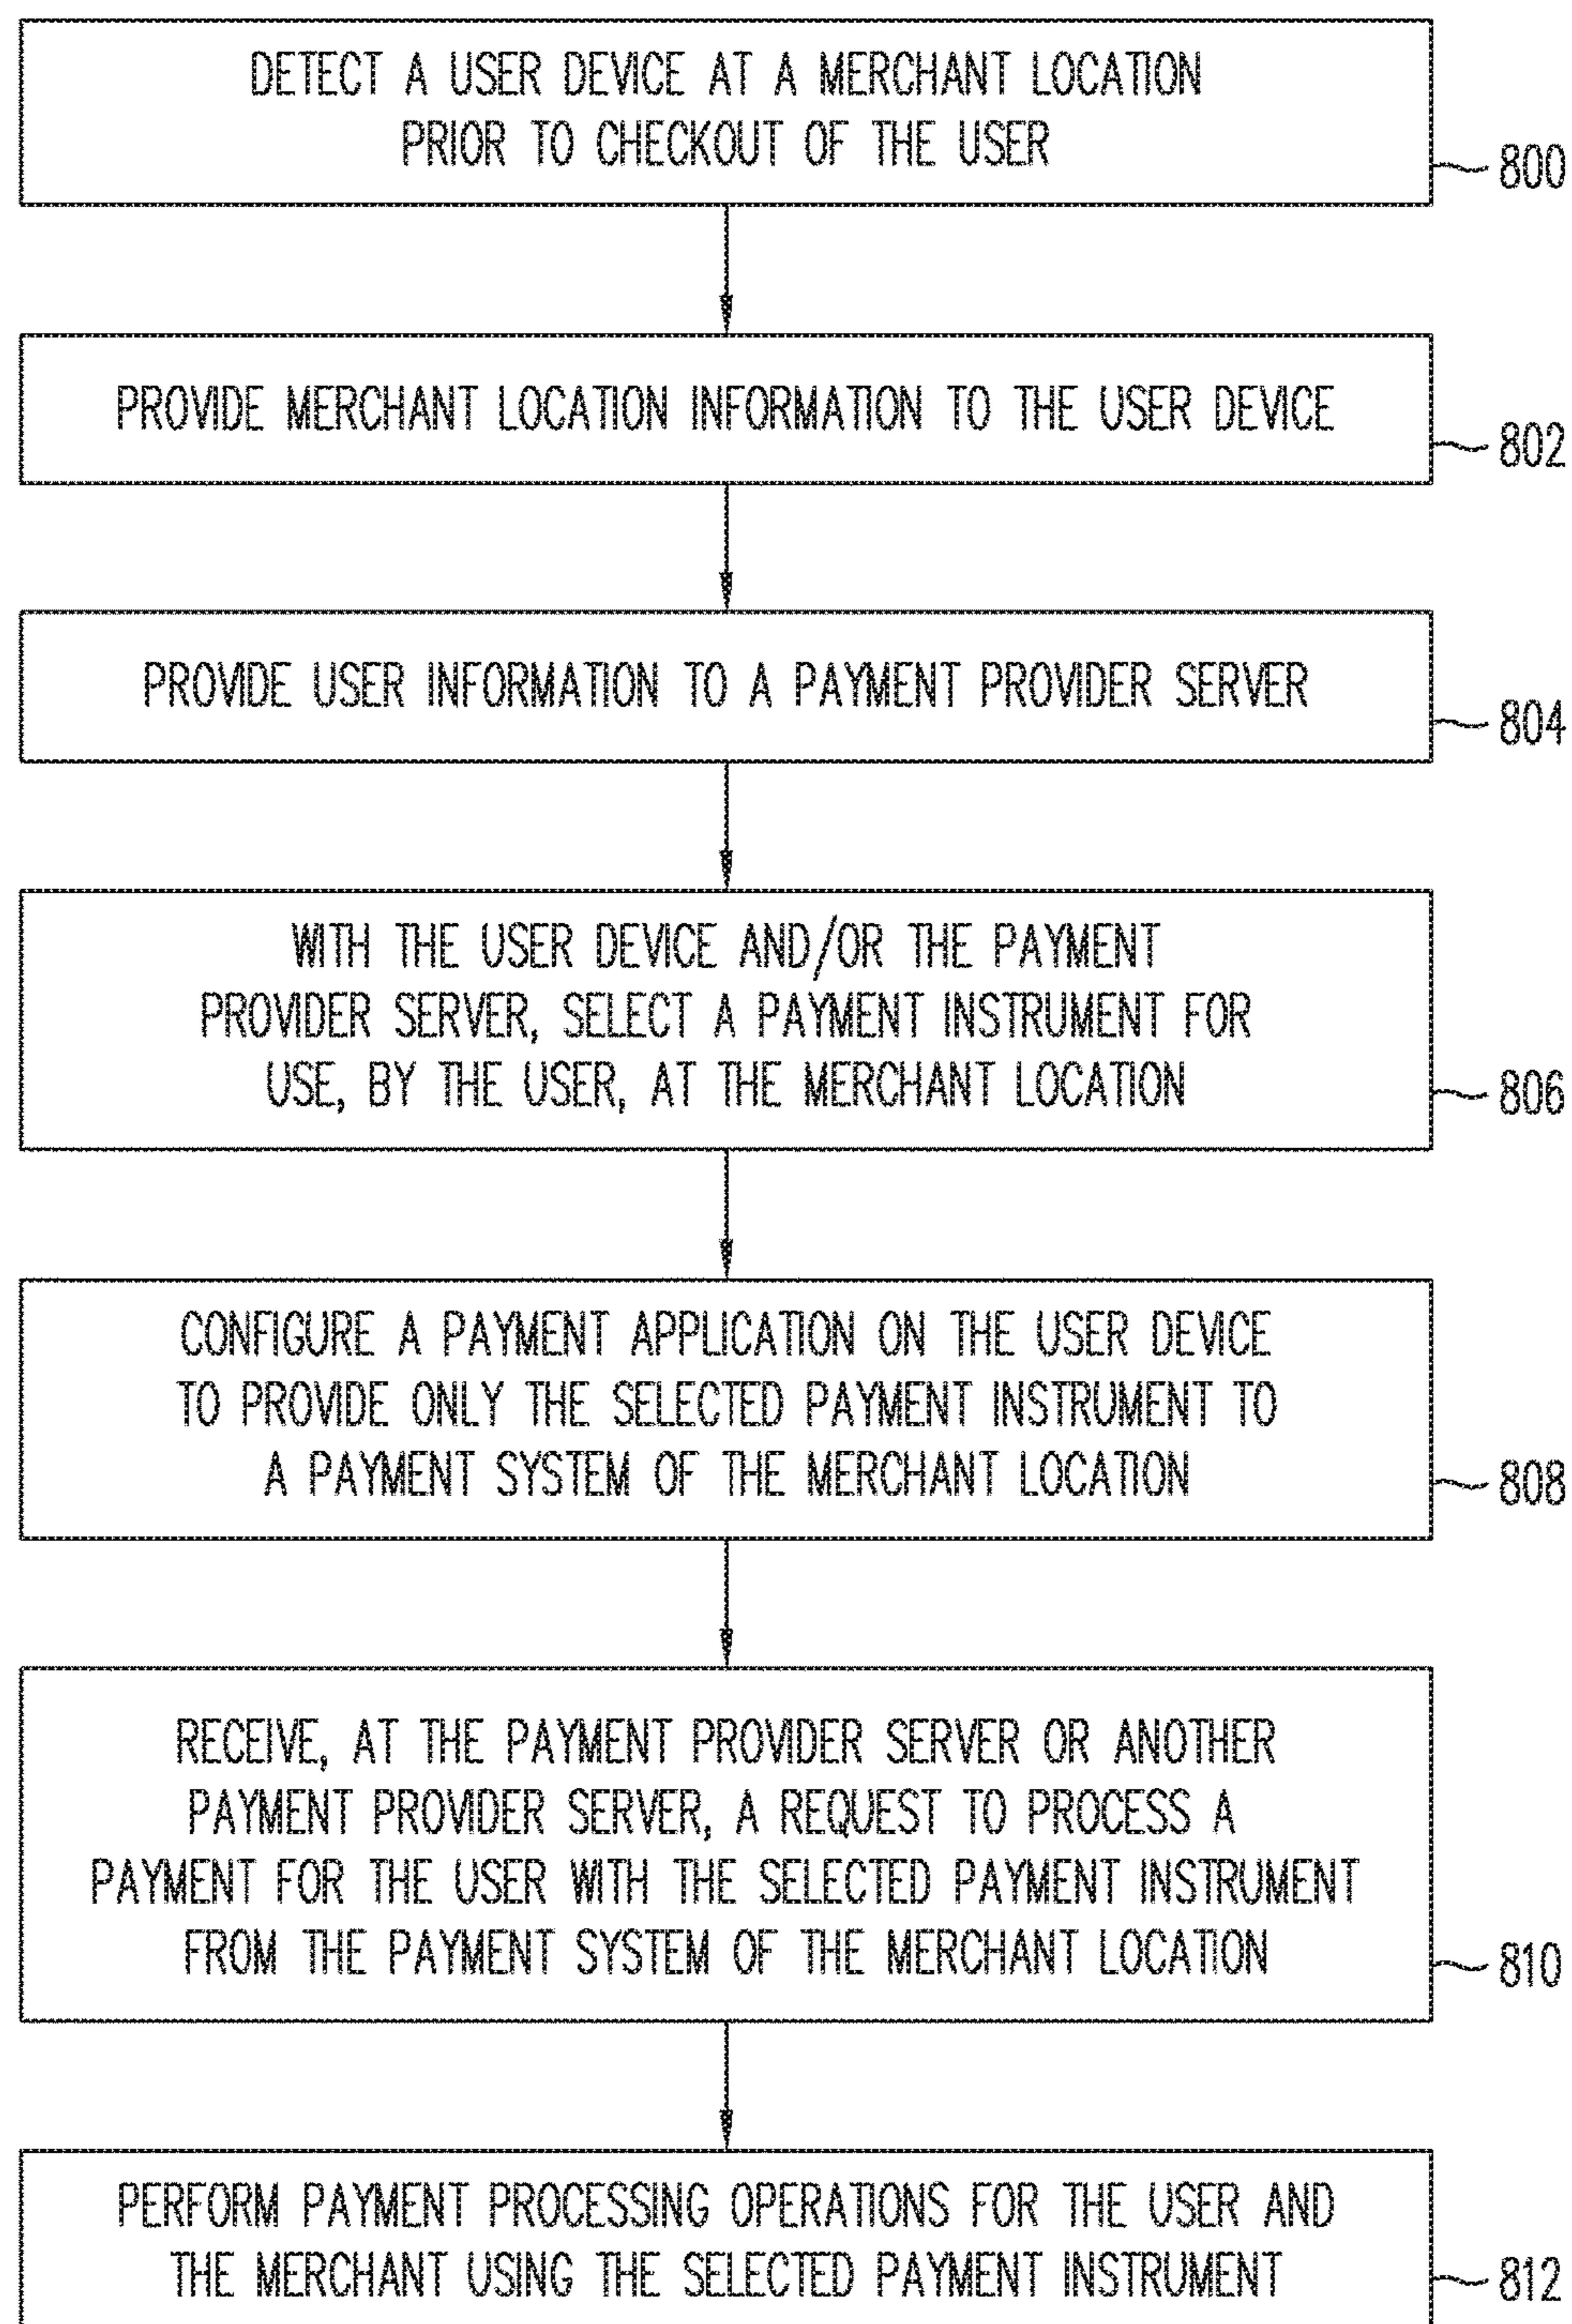 DETECT A USER DEVICE AT A MERCHANT LOCATION
PRIOR TO CHECKOUT OF THE USER
800
PROVIDE MERCHANT LOCATION INFORMATION TO THE USER DEVICE
802
PROVIDE USER INFORMATION TO A PAYMENT PROVIDER SERVER
804
WITH THE USER DEVICE AND/OR THE PAYMENT
PROVIDER SERVER, SELECT A PAYMENT INSTRUMENT FOR
USE, BY THE USER, AT THE MERCHANT LOCATION
806
CONFIGURE A PAYMENT APPLICATION ON THE USER DEVICE
TO PROVIDE ONLY THE SELECTED PAYMENT INSTRUMENT TO
A PAYMENT SYSTEM OF THE MERCHANT LOCATION
808
RECEIVE, AT THE PAYMENT PROVIDER SERVER OR ANOTHER
PAYMENT PROVIDER SERVER, A REQUEST TO PROCESS A
PAYMENT FOR THE USER WITH THE SELECTED PAYMENT INSTRUMENT
FROM THE PAYMENT SYSTEM OF THE MERCHANT LOCATION
810
PERFORM PAYMENT PROCESSING OPERATIONS FOR THE USER AND
THE MERCHANT USING THE SELECTED PAYMENT INSTRUMENT
812